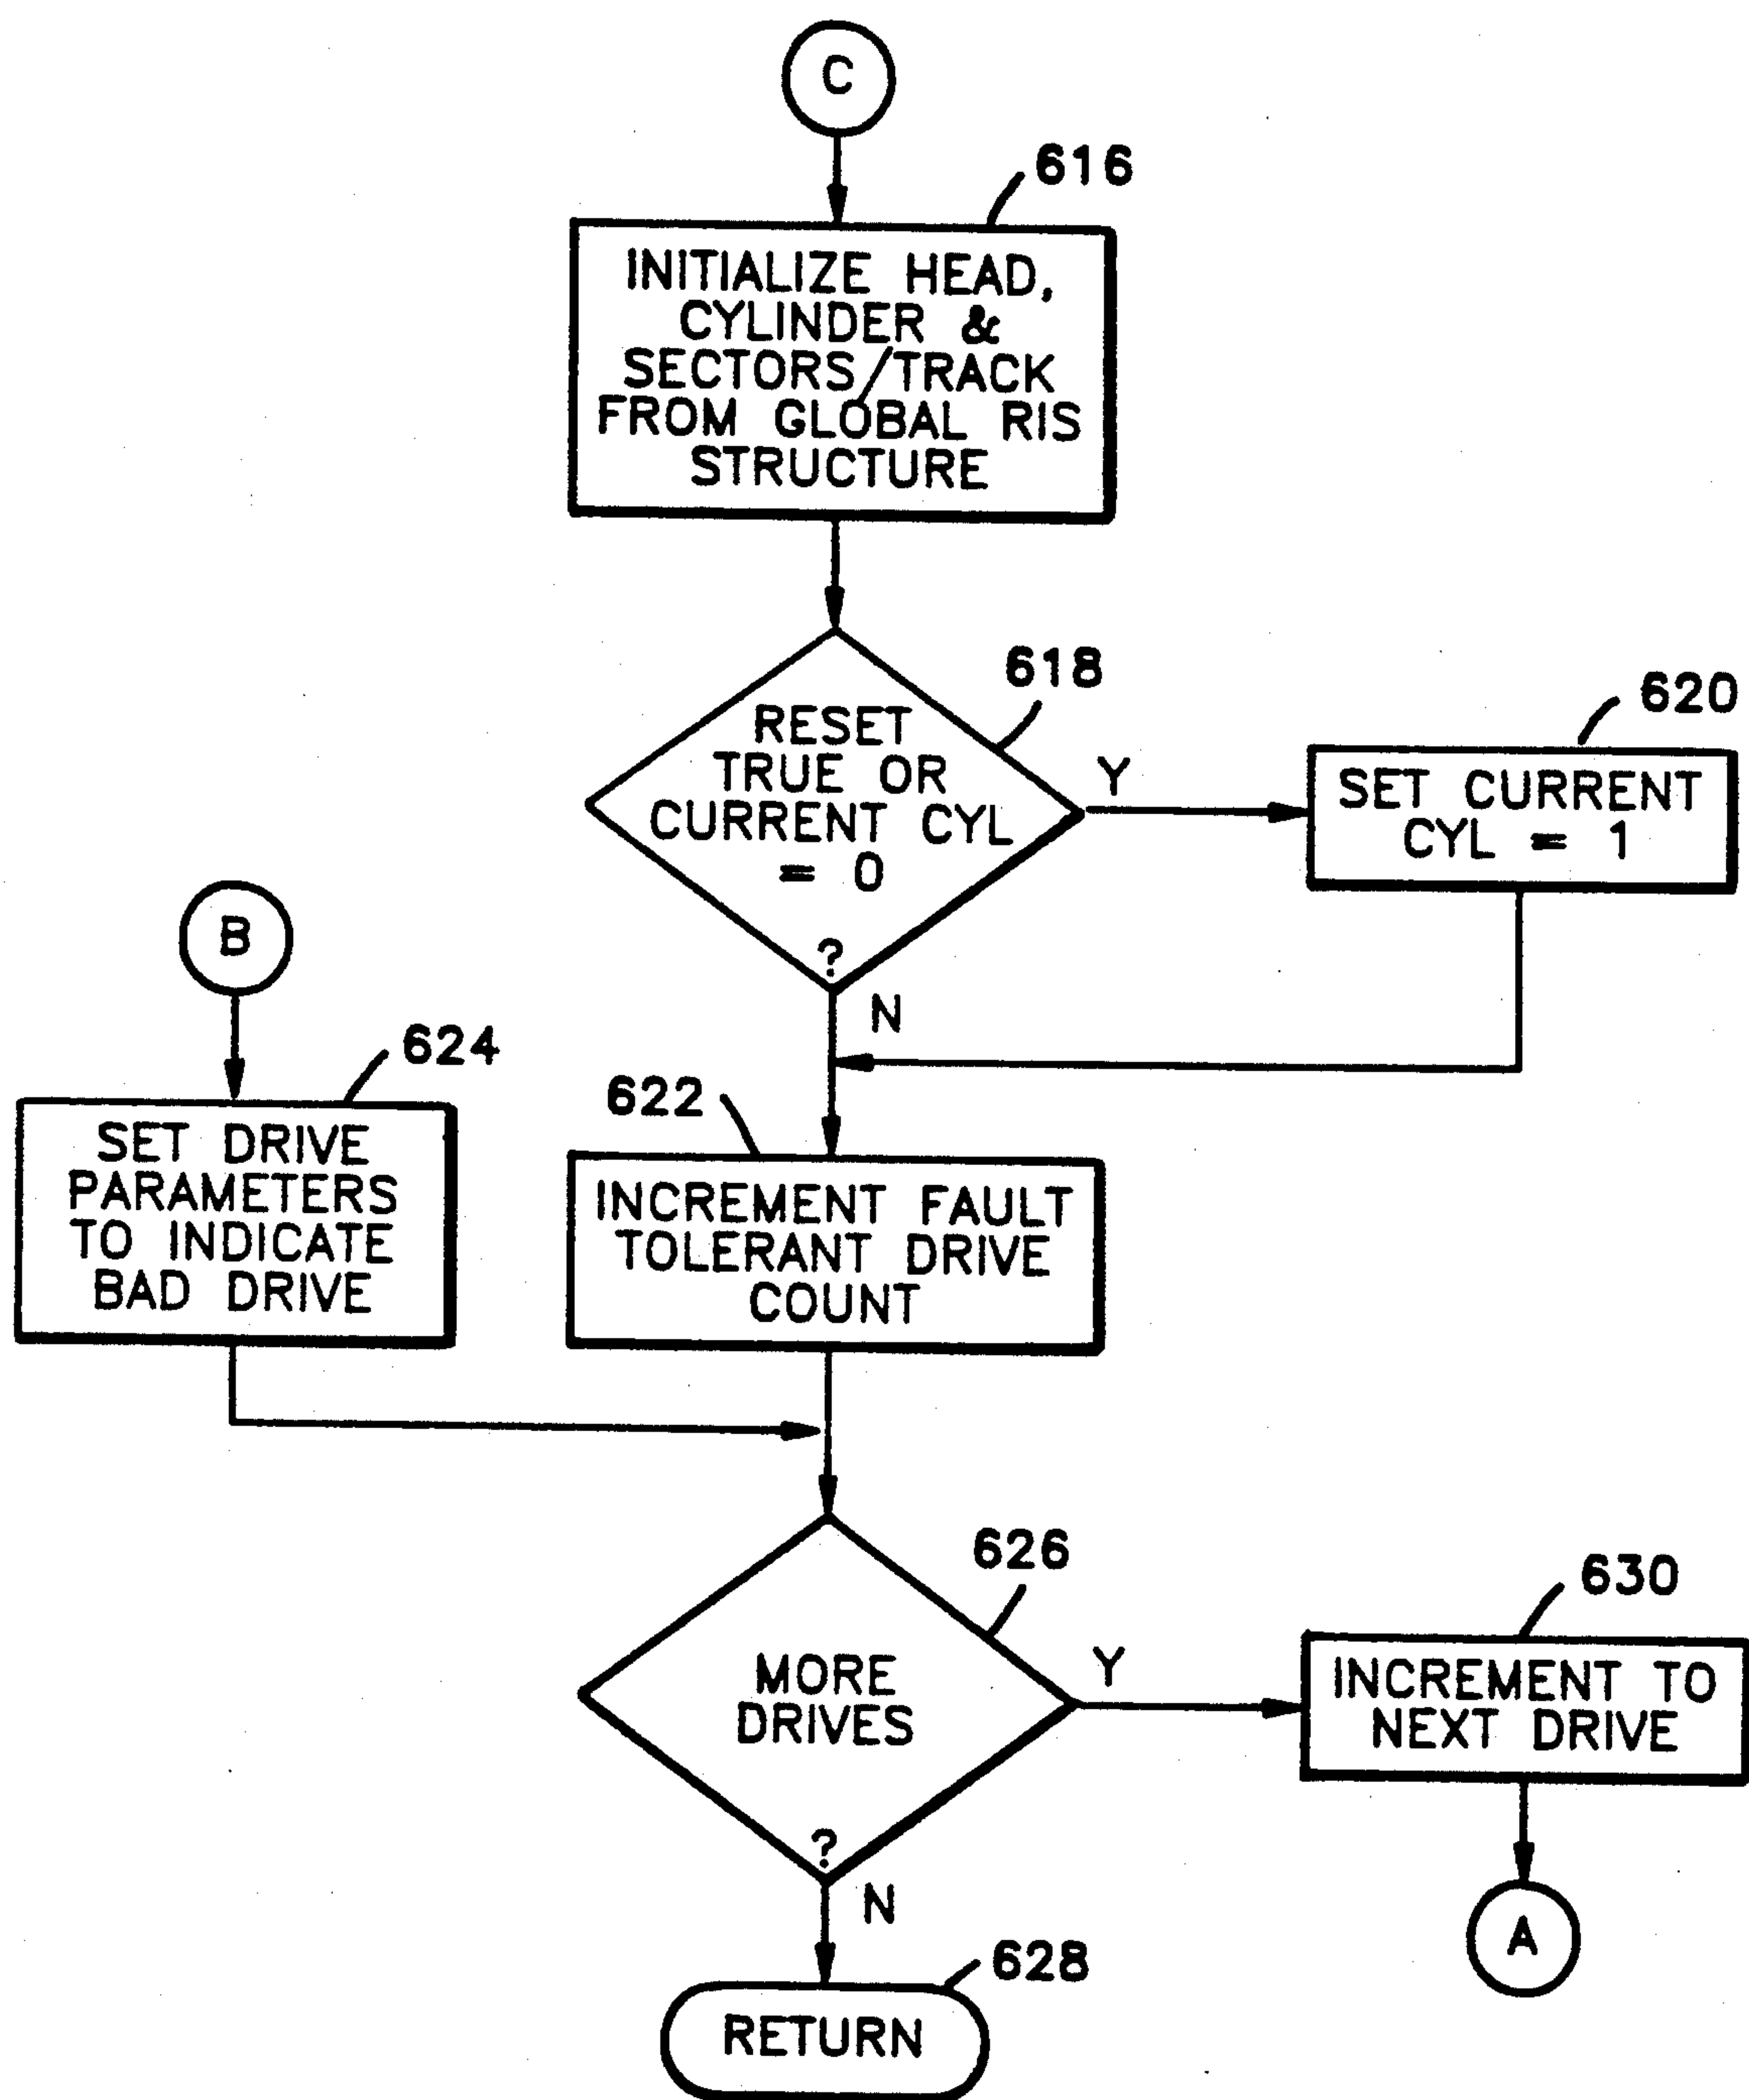 C
616
INITIALIZE HEAD,
CYLINDER &
SECTORS/TRACK
FROM GLOBAL RIS
STRUCTURE
618
RESET
TRUE OR
CURRENT CYL
= 0
?
Y
N
620
SET CURRENT
CYL = 1
B
624
SET DRIVE
PARAMETERS
TO INDICATE
BAD DRIVE
622
INCREMENT FAULT
TOLERANT DRIVE
COUNT
626
MORE
DRIVES
?
Y
N
630
INCREMENT TO
NEXT DRIVE
A
628
RETURN